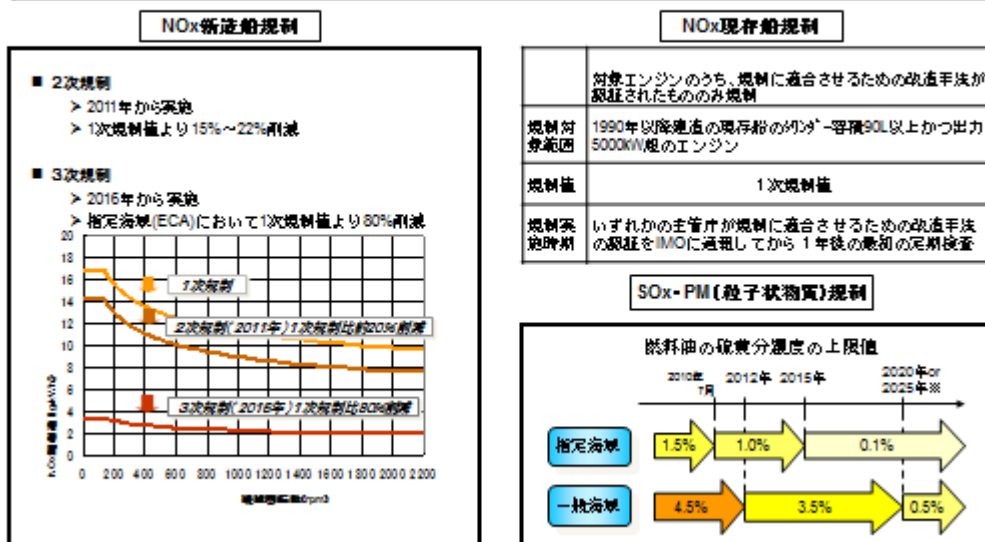 NOx新造船規制
■ 2次規制
➢ 2011年から実施
➢ 1次規制値より15%～22%削減
■ 3次規制
➢ 2016年から実施
➢ 指定海域(ECA)において1次規制値より80%削減
20
18
16
14
12
10
8
6
4
2
0
0 200 400 600 800 1000 1200 1400 1600 1800 2000 2200
1次規制
2次規制(2011年)1次規制比約20%削減
3次規制(2016年)1次規制比80%削減
NOx現存船規制
対象エンジンのうち、規制に適合させるための改造手法が
認証されたもののみ規制
規制対
象範囲
1990年以降建造の現存船のｼﾘﾝﾀﾞｰ容積90L以上かつ出力
5000kW超のエンジン
規制値
1次規制値
規制実
施時期
いずれかの主管庁が規制に適合させるための改造手法
の認証をIMOに通報してから1年後の最初の定期検査
SOx・PM(粒子状物質)規制
燃料油の硫黄分濃度の上限値
2010年
7月
2012年
2015年
2020年or
2025年※
指定海域
1.5%
1.0%
0.1%
一般海域
4.5%
3.5%
0.5%